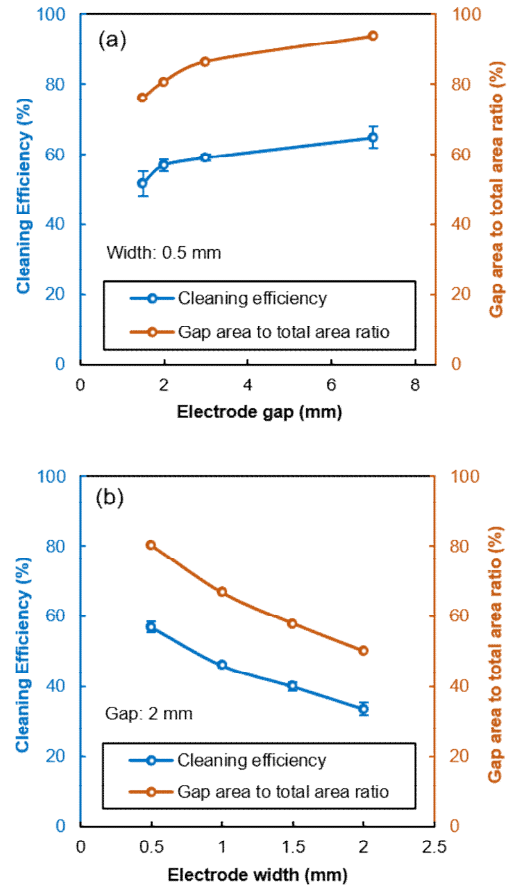 (a)
Cleaning Efficiency (%)
100
80
60
40
20
0
Width: 0.5 mm
Cleaning efficiency
Gap area to total area ratio
0 2 4 6 8
Electrode gap (mm)
100
80
60
40
20
0
Gap area to total area ratio (%)
(b)
Cleaning Efficiency (%)
100
80
60
40
20
0
Gap: 2 mm
Cleaning efficiency
Gap area to total area ratio
0 0.5 1 1.5 2 2.5
Electrode width (mm)
100
80
60
40
20
0
Gap area to total area ratio (%)